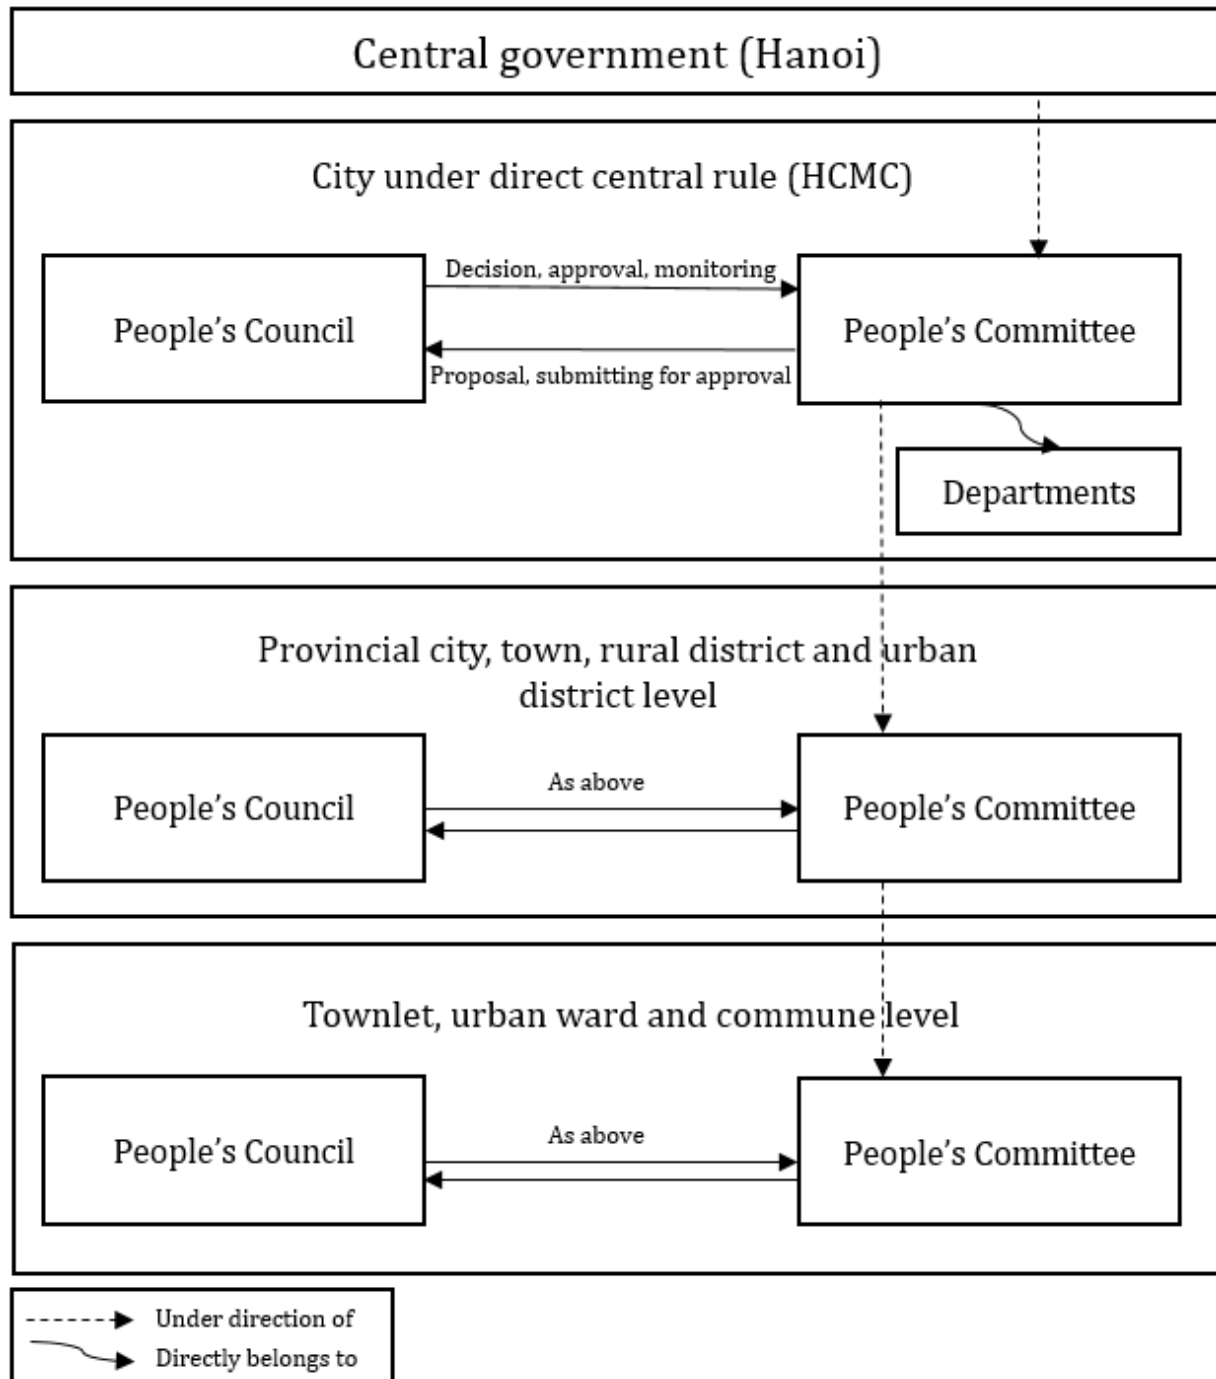 Central government (Hanoi)
City under direct central rule (HCMC)
Decision, approval, monitoring
People’s Council
People’s Committee
Proposal, submitting for approval
Departments
Provincial city, town, rural district and urban
district level
As above
People’s Council
People’s Committee
Townlet, urban ward and commune level
As above
People’s Council
People’s Committee
Under direction of
Directly belongs to